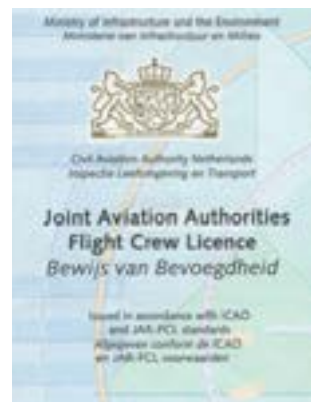 Ministry of Infrastructure and the Environment
Ministerie van Infrastructuur en Milieu
Civil Aviation Authority Netherlands
Inspectie Leefomgeving en Transport
Joint Aviation Authorities
Flight Crew Licence
Bewijs van Bevoegdheid
Issued in accordance with ICAO
and JAR-FCL standards
Afgegeven conform de ICAO
en JAR-FCL voorwaarden